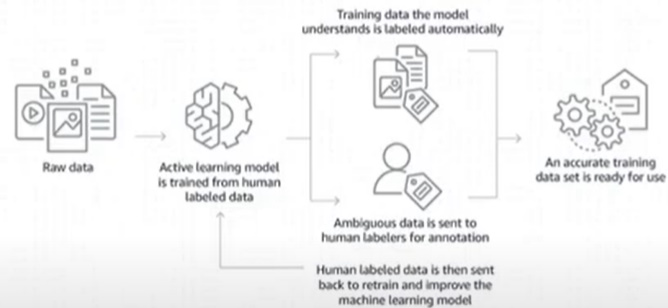 Training data the model
understands is labeled automatically
Raw data
Active learning model
is trained from human
labeled data
An accurate training
data set is ready for use
Ambiguous data is sent to
human labelers for annotation
Human labeled data is then sent
back to retrain and improve the
machine learning model